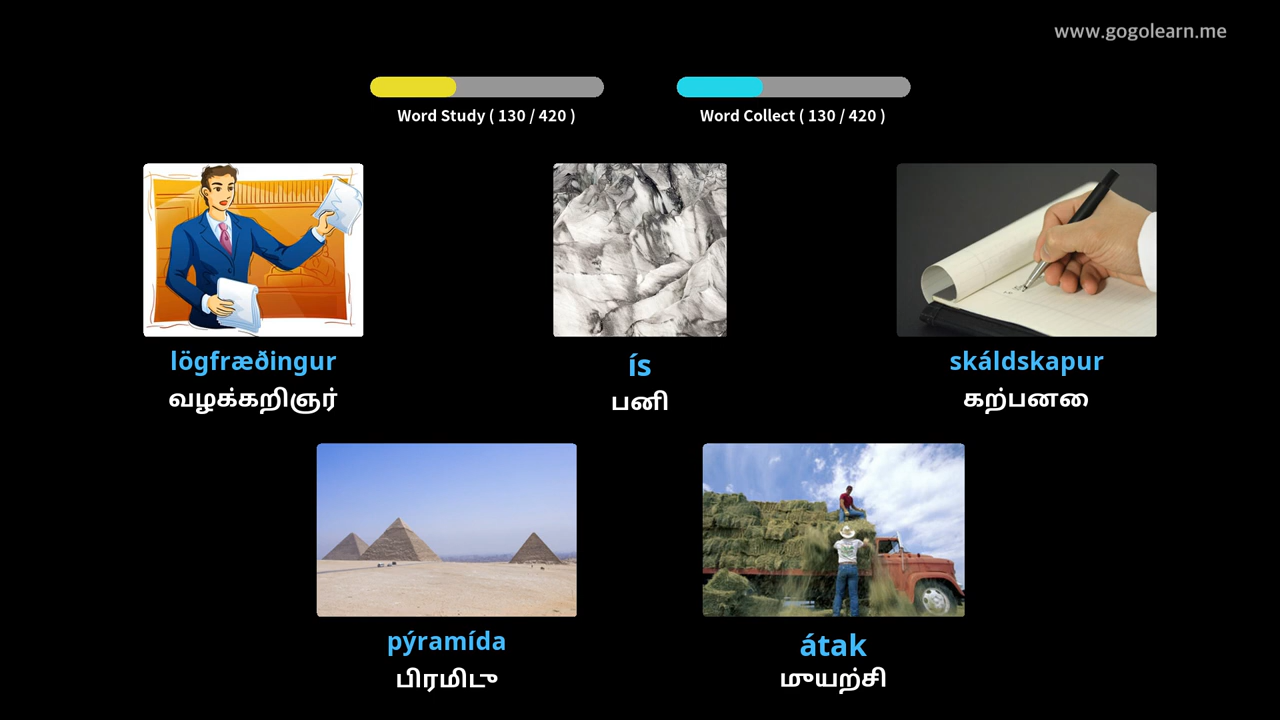 www.gogolearn.me
Word Study ( 130 / 420 )
Word Collect ( 130 / 420 )
lögfræðingur
வழக்கறிஞர்
ís
பனி
skáldskapur
கற்பனை
pýramída
பிரமிடு
átak
முயற்சி